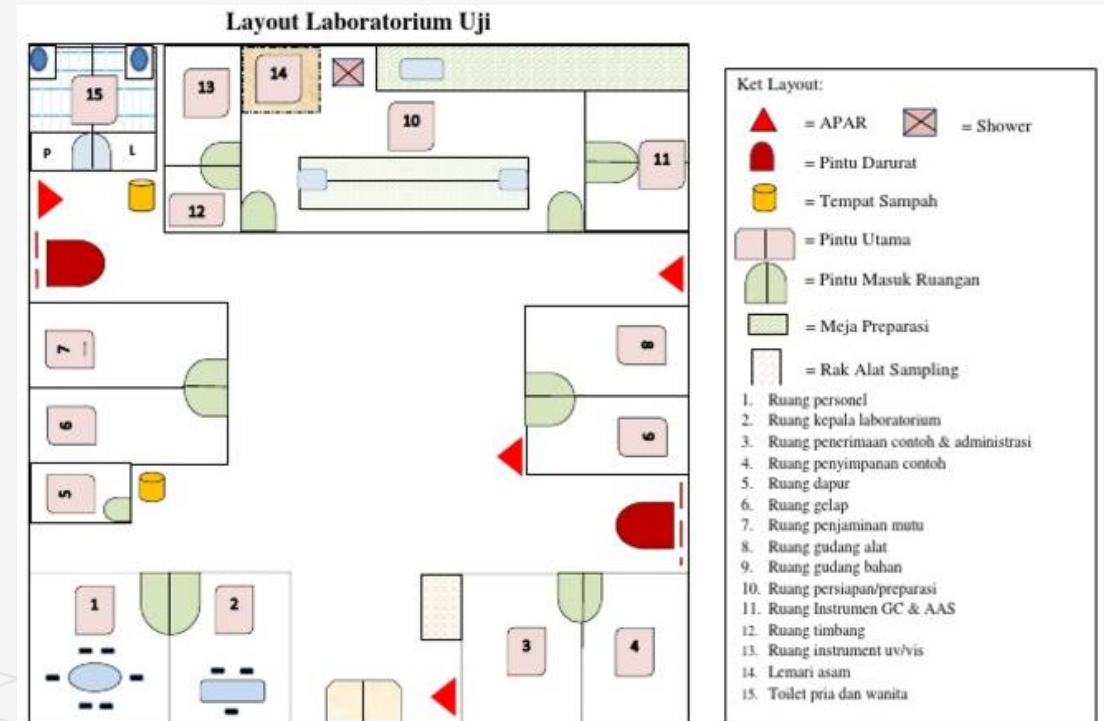 Layout Laboratorium Uji
15
P
L
13
14
10
11
12
7
6
5
8
9
1
2
3
4
Ket Layout:
= APAR
= Shower
= Pintu Darurat
= Tempat Sampah
= Pintu Utama
= Pintu Masuk Ruangan
= Meja Preparasi
= Rak Alat Sampling
1. Ruang personel
2. Ruang kepala laboratorium
3. Ruang penerimaan contoh & administrasi
4. Ruang penyimpanan contoh
5. Ruang dapur
6. Ruang gelap
7. Ruang penjaminan mutu
8. Ruang gudang alat
9. Ruang gudang bahan
10. Ruang persiapan/preparasi
11. Ruang Instrumen GC & AAS
12. Ruang timbang
13. Ruang instrument uv/vis
14. Lemari asam
15. Toilet pria dan wanita